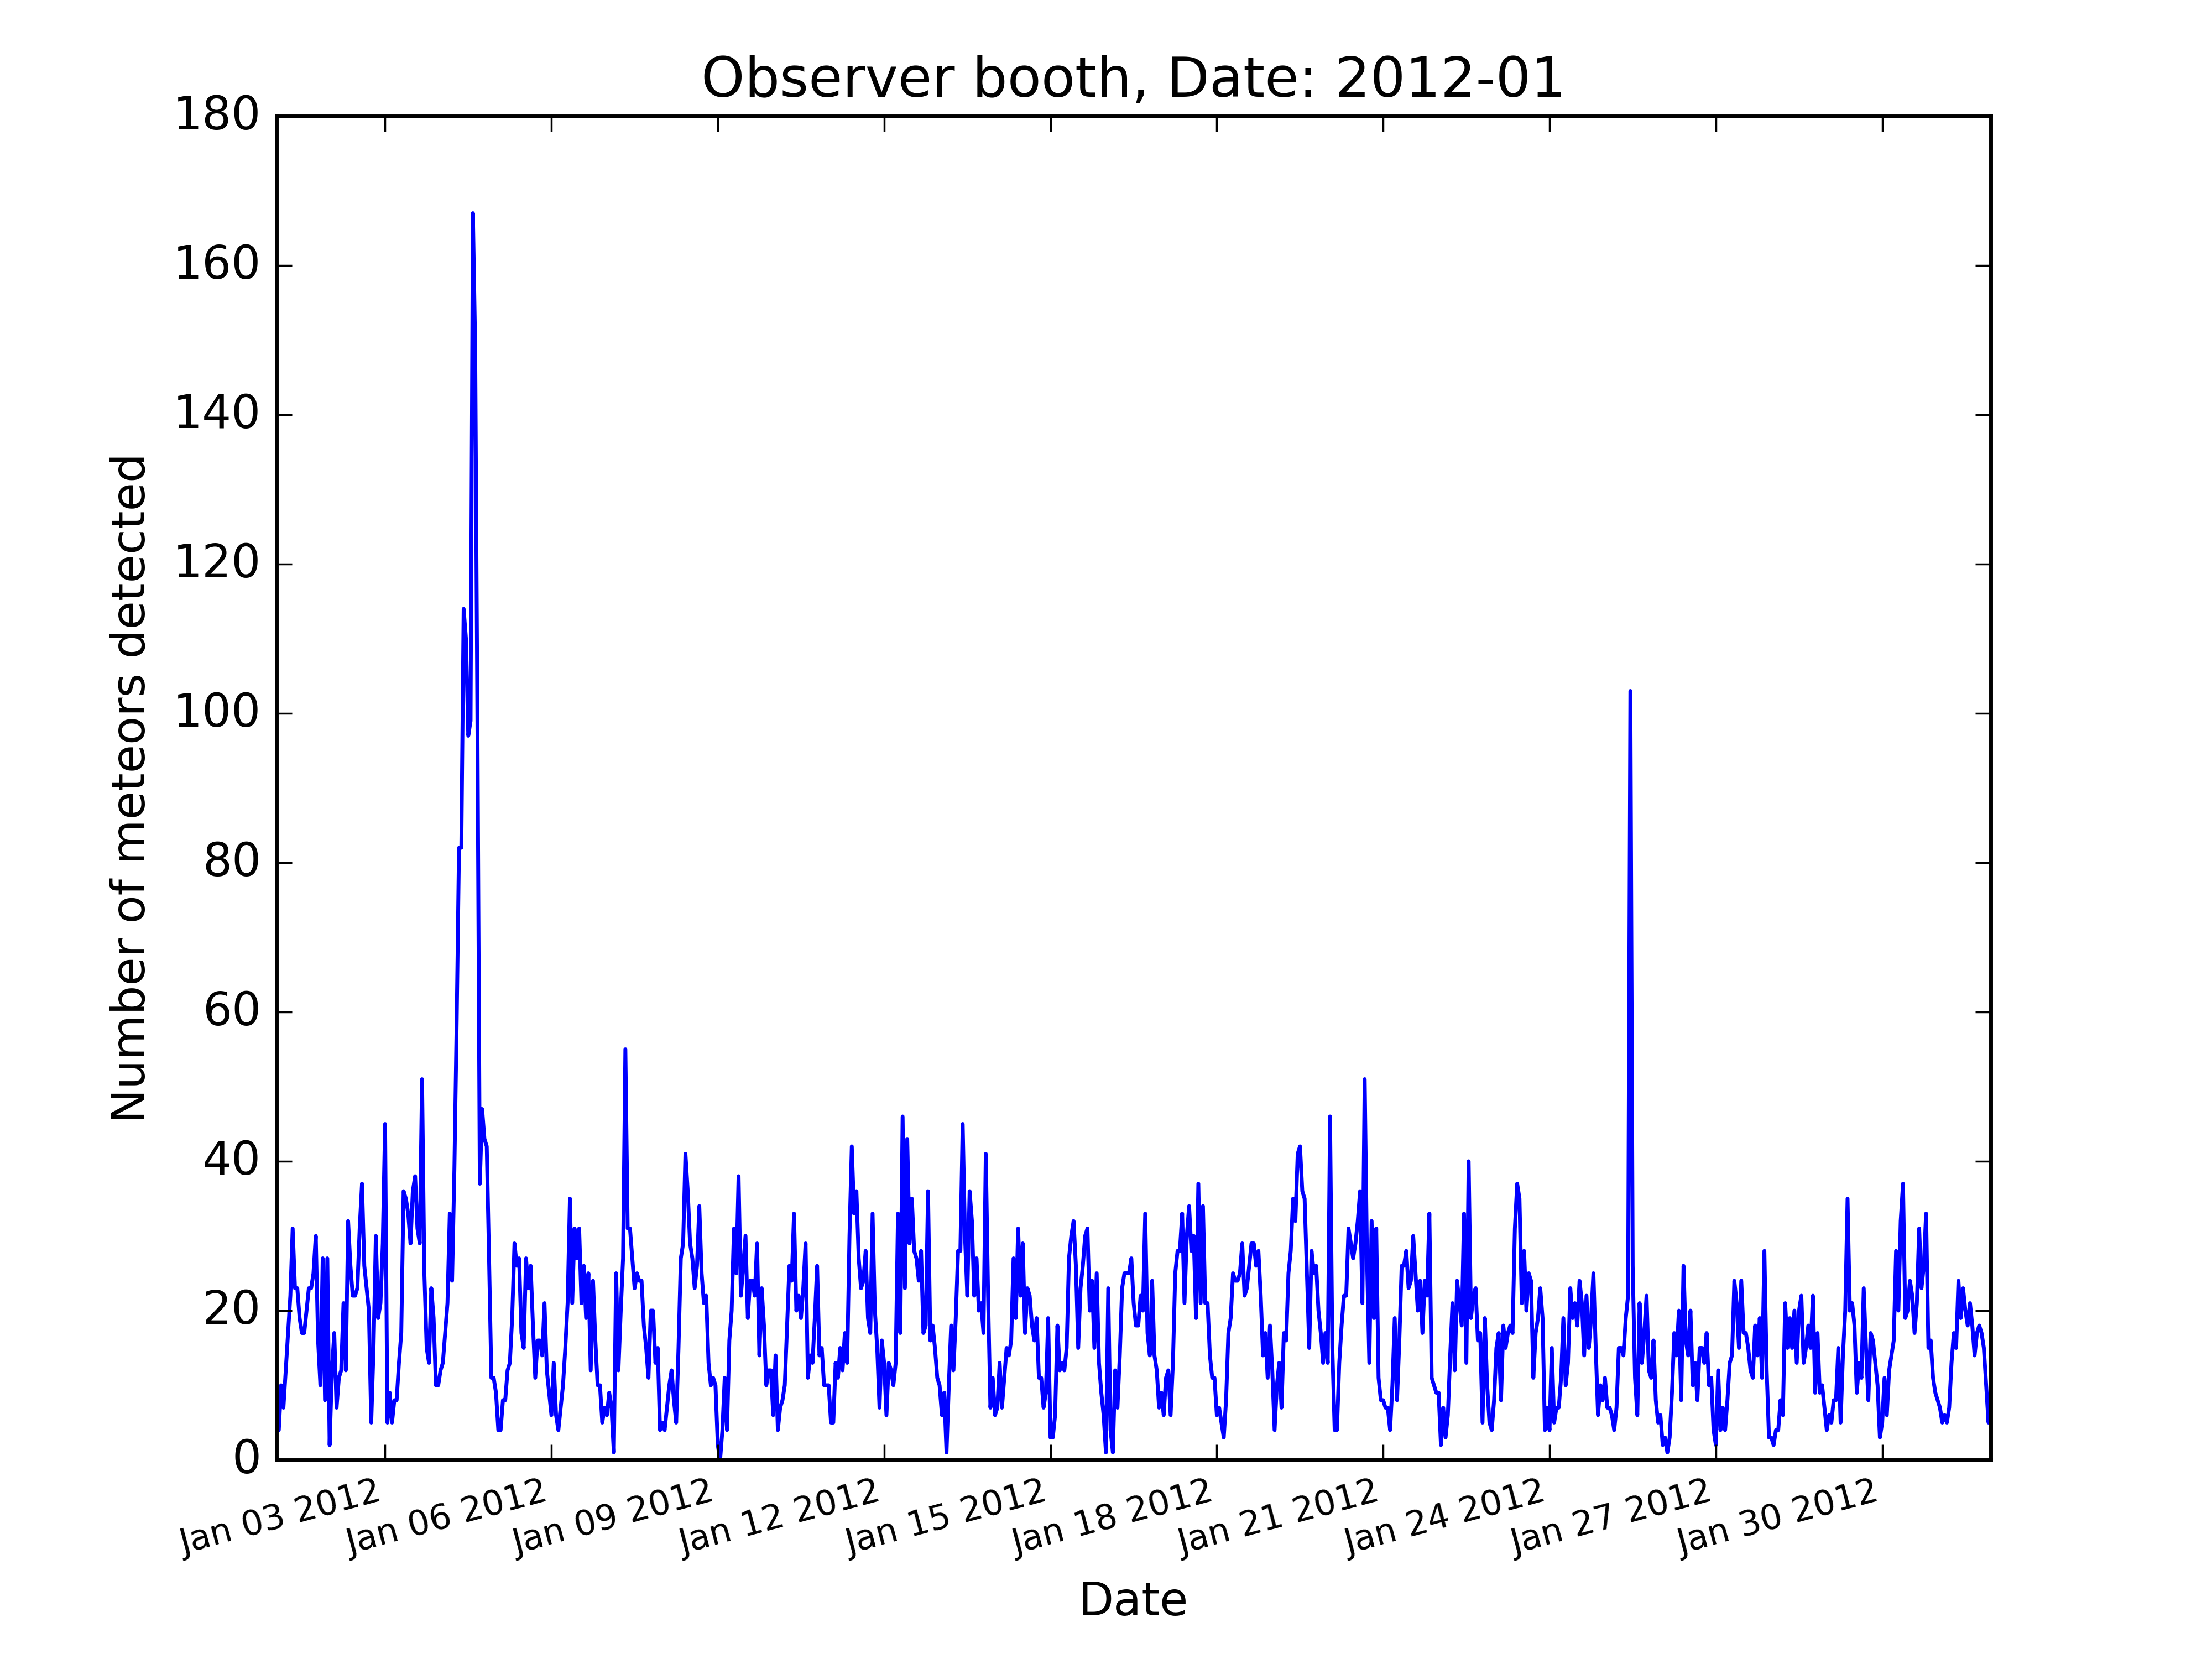 Observer booth, Date: 2012-01
180
160
140
120
100
80
60
40
20
0
Number of meteors detected
Jan 03 2012
Jan 06 2012
Jan 09 2012
Jan 12 2012
Jan 15 2012
Jan 18 2012
Jan 21 2012
Jan 24 2012
Jan 27 2012
Jan 30 2012
Date